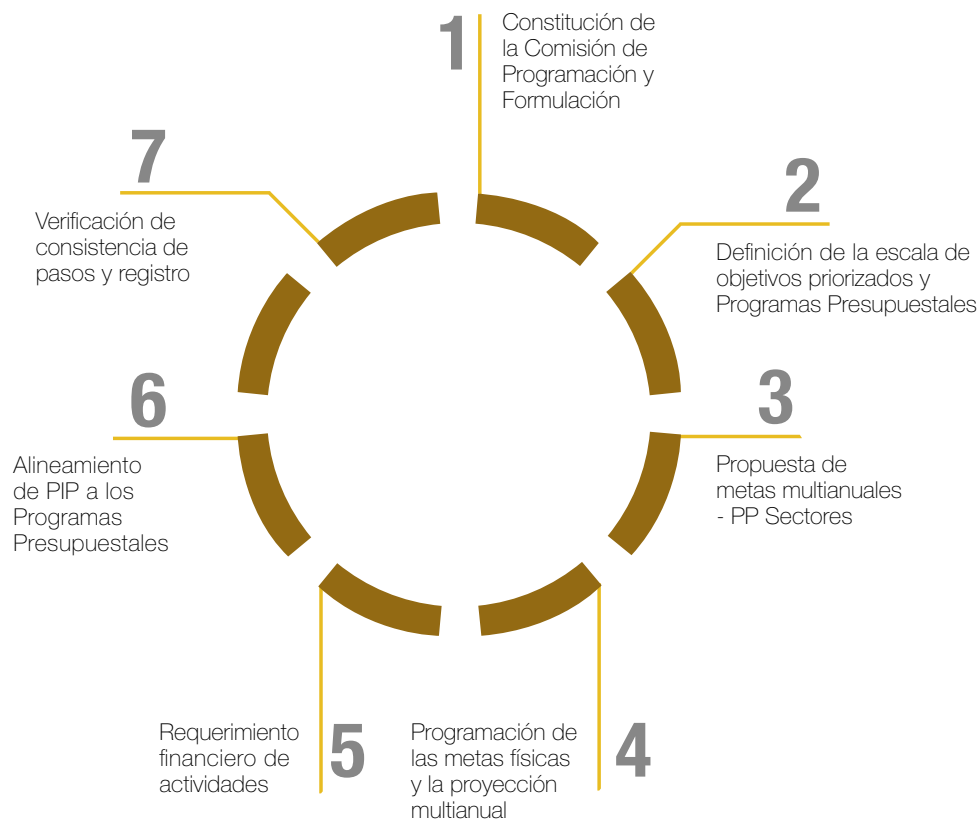 1
Constitución de
la Comisión de
Programación y
Formulación
2
Definición de la escala de
objetivos priorizados y
Programas Presupuestales
3
Propuesta de
metas multianuales
- PP Sectores
4
Programación de
las metas físicas
y la proyección
multianual
5
Requerimiento
financiero de
actividades
6
Alineamiento
de PIP a los
Programas
Presupuestales
7
Verificación de
consistencia de
pasos y registro